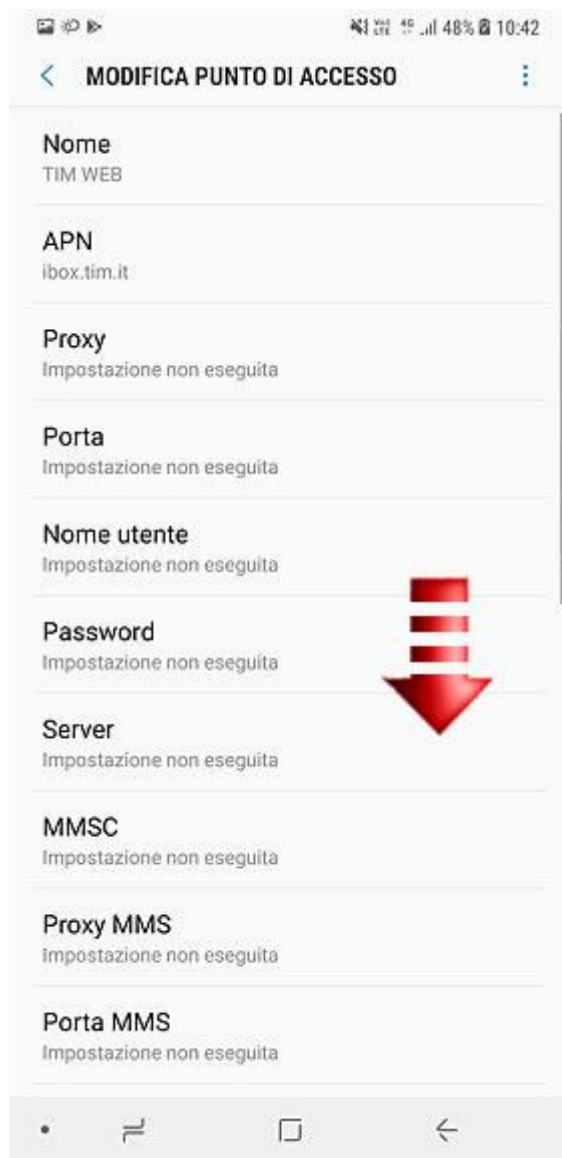 48% 10:42
MODIFICA PUNTO DI ACCESSO
Nome
TIM WEB
APN
ibox.tim.it
Proxy
Impostazione non eseguita
Porta
Impostazione non eseguita
Nome utente
Impostazione non eseguita
Password
Impostazione non eseguita
Server
Impostazione non eseguita
MMSC
Impostazione non eseguita
Proxy MMS
Impostazione non eseguita
Porta MMS
Impostazione non eseguita